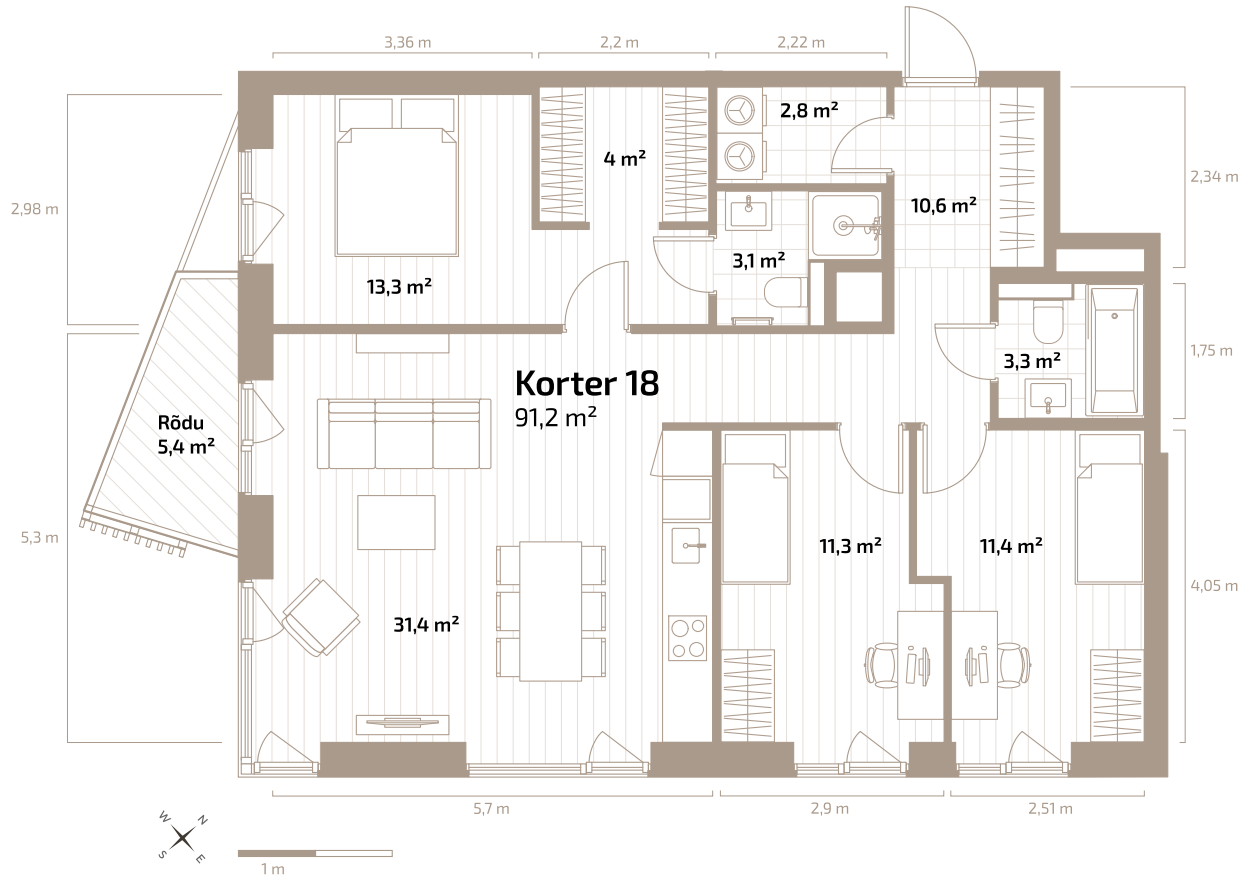 3,36 m
2,2 m
2,22 m
2,8 m²
4 m²
2,34 m
2,98 m
10,6 m²
3,1 m²
13,3 m²
1,75 m
3,3 m²
Korter 18
91,2 m²
Rõdu
5,4 m²
5,3 m
11,3 m²
11,4 m²
4,05 m
31,4 m²
5,7 m
2,9 m
2,51 m
W
N
S
E
1 m